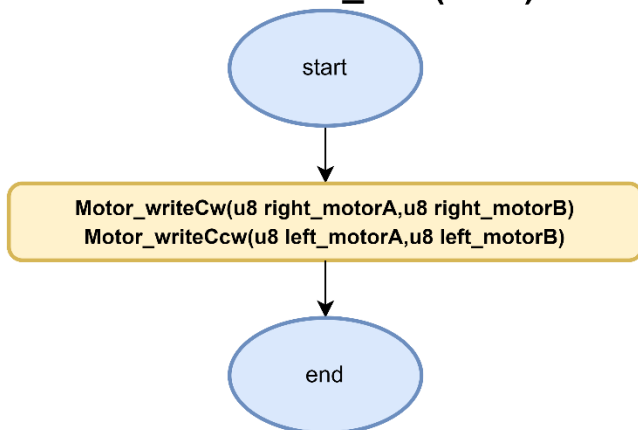 start
Motor_writeCw(u8 right_motorA,u8 right_motorB)
Motor_writeCcw(u8 left_motorA,u8 left_motorB)
end